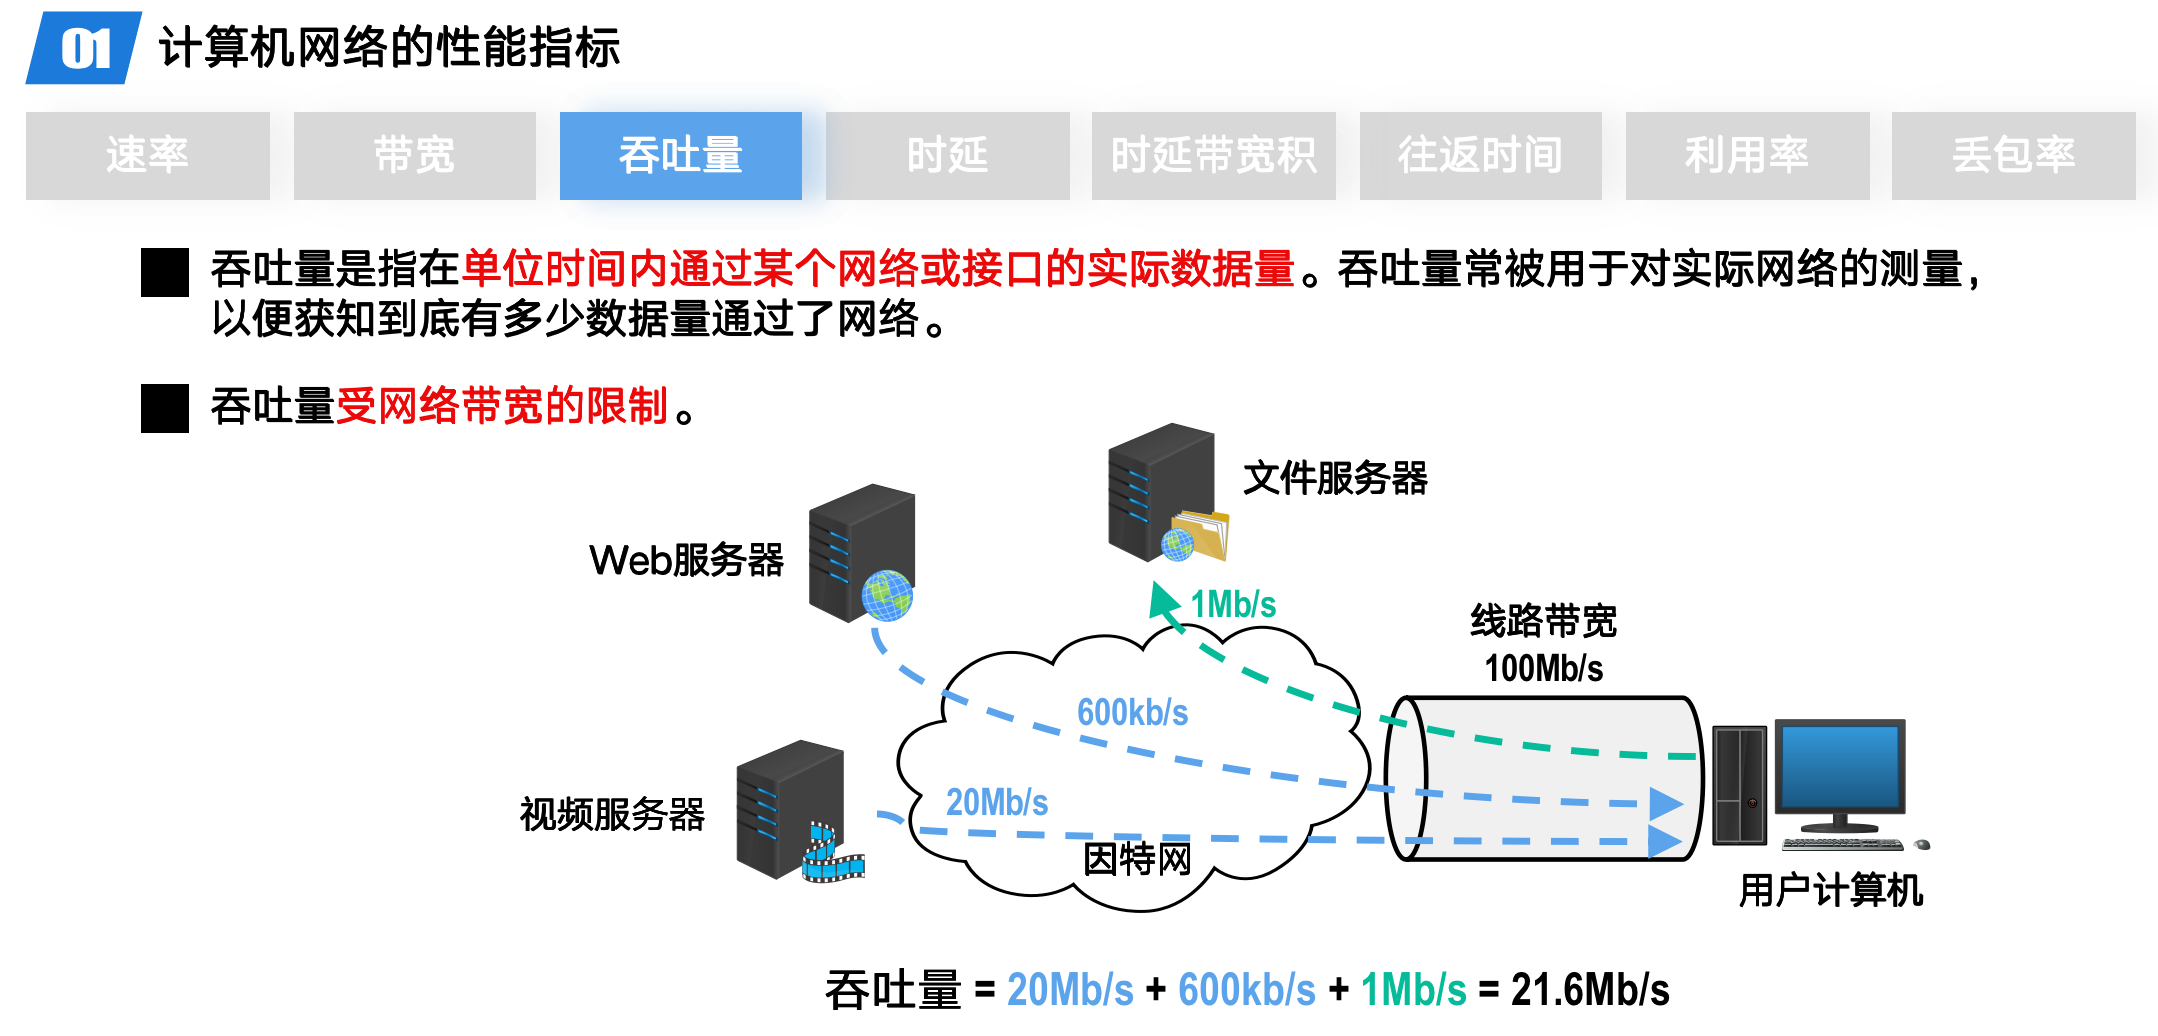 01 计算机网络的性能指标
速率 带宽 吞吐量 时延 时延带宽积 往返时间 利用率 丢包率
吞吐量是指在单位时间内通过某个网络或接口的实际数据量。吞吐量常被用于对实际网络的测量，
以便获知到底有多少数据量通过了网络。
吞吐量受网络带宽的限制。
文件服务器
Web服务器
1Mb/s
线路带宽
100Mb/s
600kb/s
20Mb/s
视频服务器
因特网
用户计算机
吞吐量 = 20Mb/s + 600kb/s + 1Mb/s = 21.6Mb/s